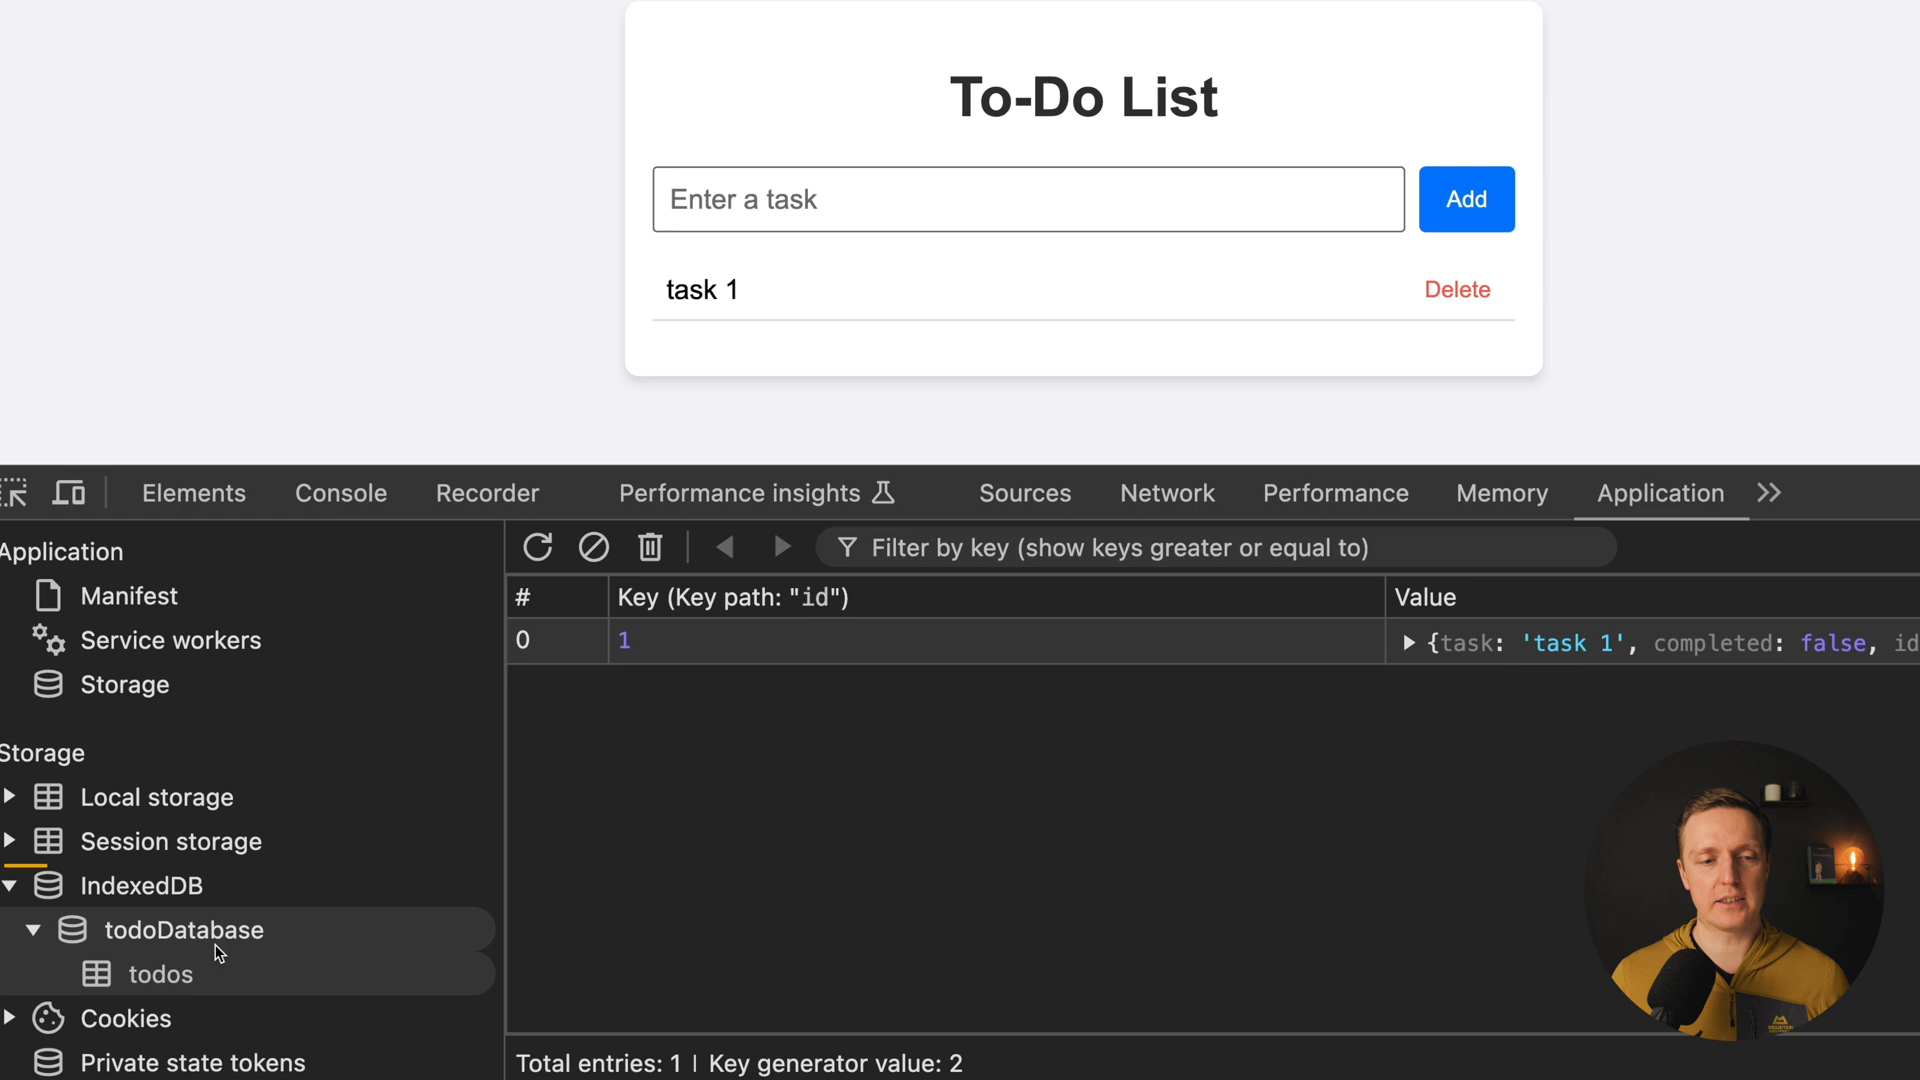 To-Do List
Enter a task
Add
task 1
Delete
Elements
Console
Recorder
Performance insights
Sources
Network
Performance
Memory
Application
Application
Manifest
Service workers
Storage
Storage
Local storage
Session storage
IndexedDB
todoDatabase
todos
Cookies
Private state tokens
Filter by key (show keys greater or equal to)
# Key (Key path: "id") Value
0 1 {task: 'task 1', completed: false, id
Total entries: 1 | Key generator value: 2